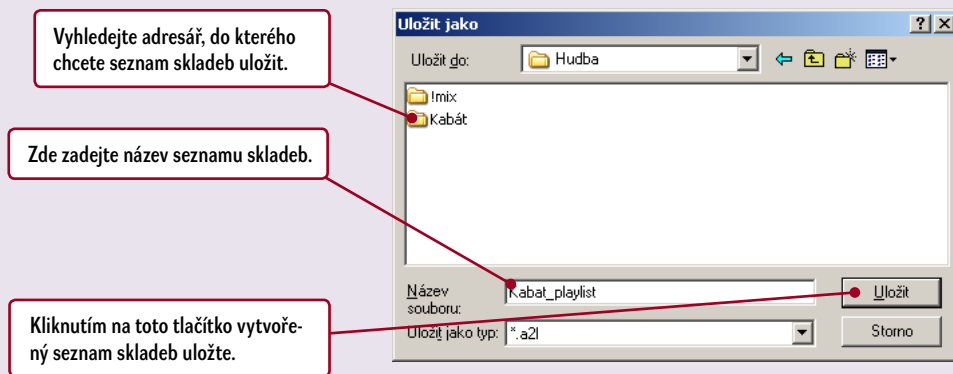 Vyhledejte adresář, do kterého
chcete seznam skladeb uložit.
Zde zadejte název seznamu skladeb.
Kliknutím na toto tlačítko vytvoře-
ný seznam skladeb uložte.
Uložit jako
Uložit do:
Hudba
!mix
Kabát
Název
souboru:
Kabat_playlist
Uložit
Uložit jako typ:
*.a2l
Storno